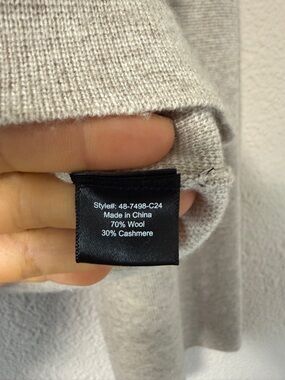 Style#: 48-7498-C24
Made in China
70% Wool
30% Cashmere